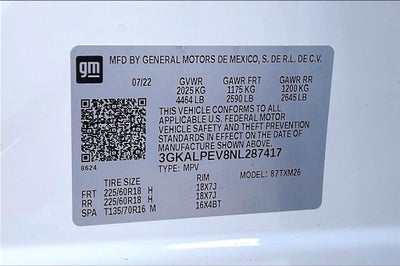 gm
MFD BY GENERAL MOTORS DE MEXICO, S. DE R.L. DE C.V.
07/22 GVWR GAWR FRT GAWR RR
2025 KG 1175 KG 1200 KG
4464 LB 2590 LB 2645 LB
THIS VEHICLE CONFORMS TO ALL
APPLICABLE U.S. FEDERAL MOTOR
VEHICLE SAFETY AND THEFT PREVENTION
STANDARDS IN EFFECT ON THE DATE OF
MANUFACTURE SHOWN ABOVE.
3GKALPEV8NL287417
8624 TYPE: MPV MODEL: 87TXM26
TIRE RIM
FRT 225/60R18 H 18X7J
RR 225/60R18 H 18X7J
SPA T135/70R16 M 16X4BT